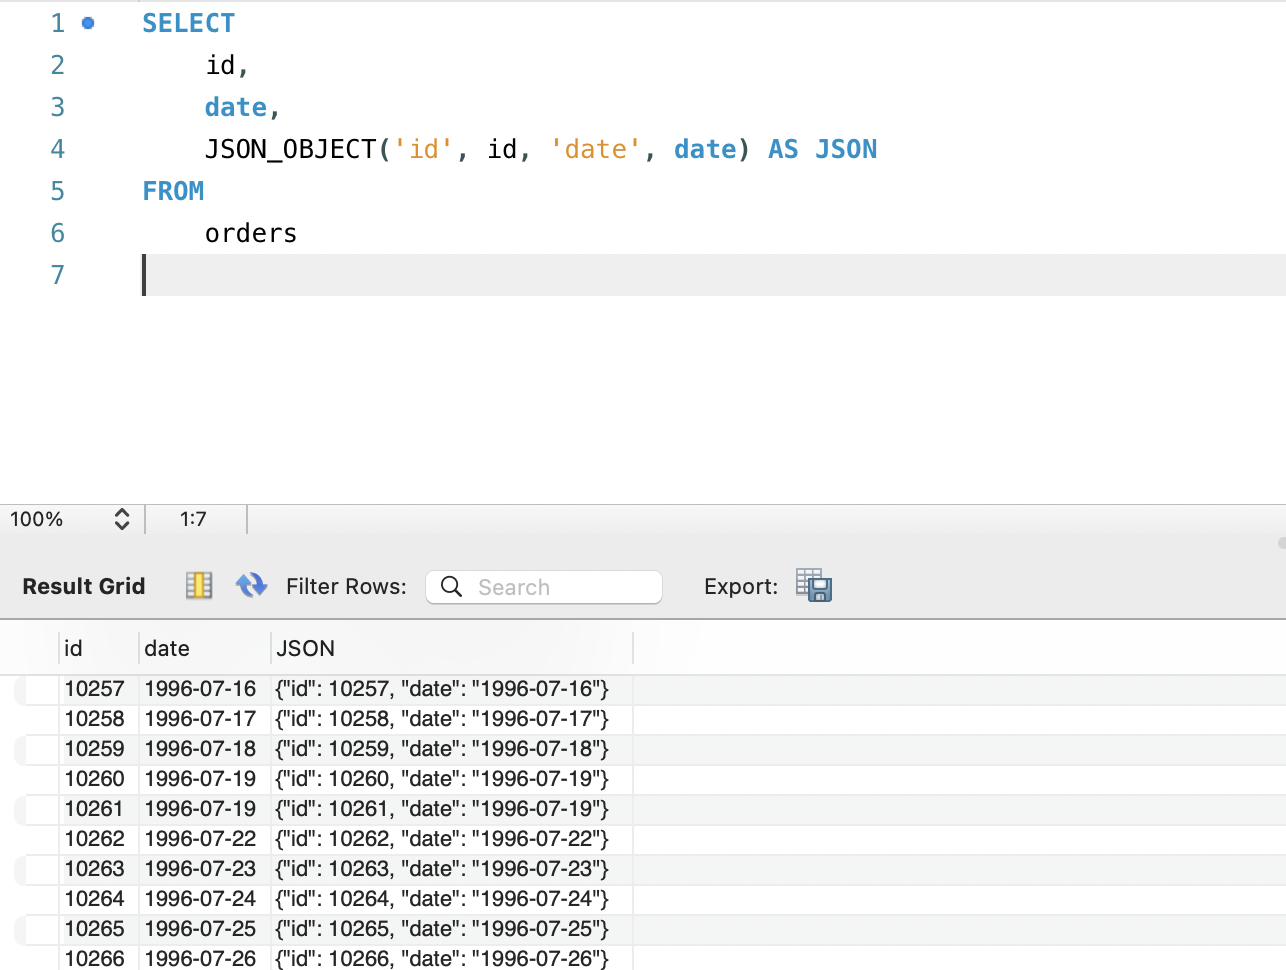 1 SELECT
2 id,
3 date,
4 JSON_OBJECT('id', id, 'date', date) AS JSON
5 FROM
6 orders
7
100% 1:7
Result Grid Filter Rows: Search Export:
id date JSON
10257 1996-07-16 {"id": 10257, "date": "1996-07-16"}
10258 1996-07-17 {"id": 10258, "date": "1996-07-17"}
10259 1996-07-18 {"id": 10259, "date": "1996-07-18"}
10260 1996-07-19 {"id": 10260, "date": "1996-07-19"}
10261 1996-07-19 {"id": 10261, "date": "1996-07-19"}
10262 1996-07-22 {"id": 10262, "date": "1996-07-22"}
10263 1996-07-23 {"id": 10263, "date": "1996-07-23"}
10264 1996-07-24 {"id": 10264, "date": "1996-07-24"}
10265 1996-07-25 {"id": 10265, "date": "1996-07-25"}
10266 1996-07-26 {"id": 10266, "date": "1996-07-26"}